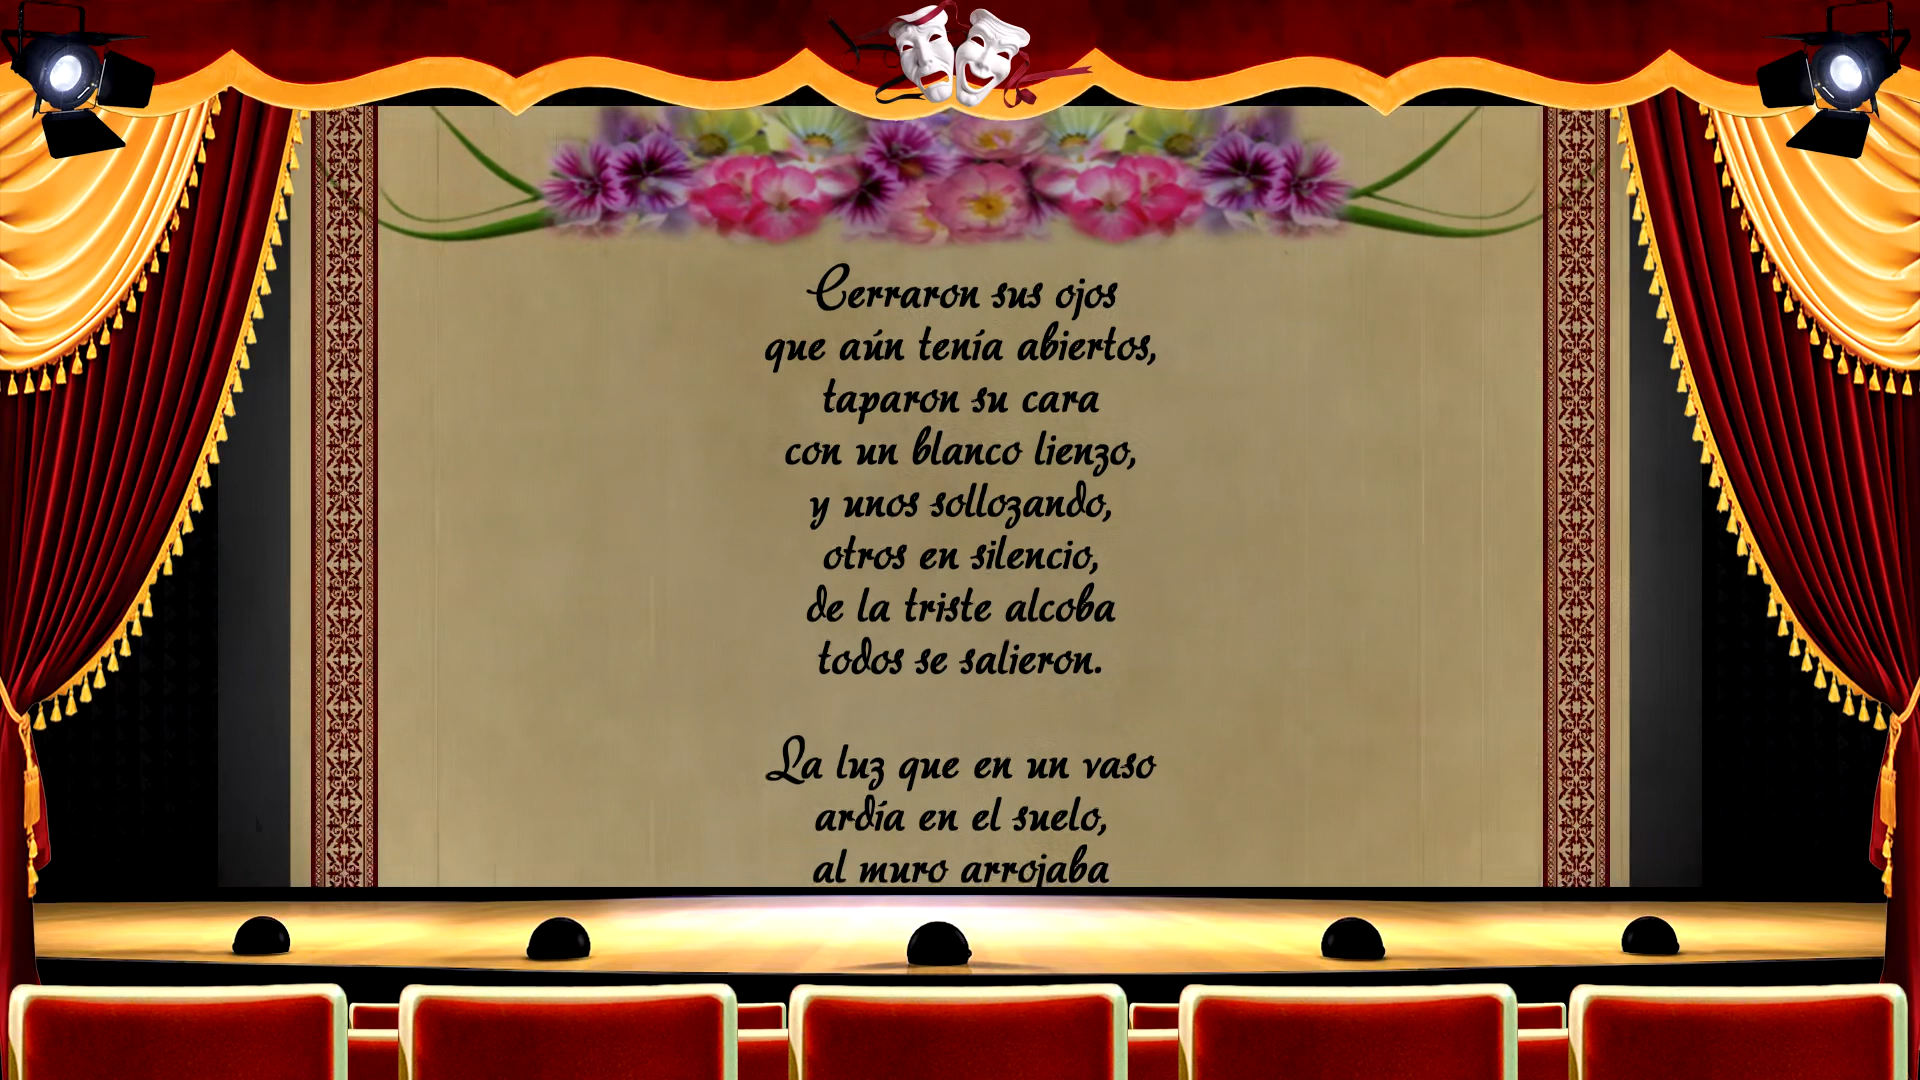 Cerraron sus ojos
que aún tenía abiertos,
taparon su cara
con un blanco lienzo,
y unos sollozando,
otros en silencio,
de la triste alcoba
todos se salieron.
La luz que en un vaso
ardía en el suelo,
al muro arrojaba